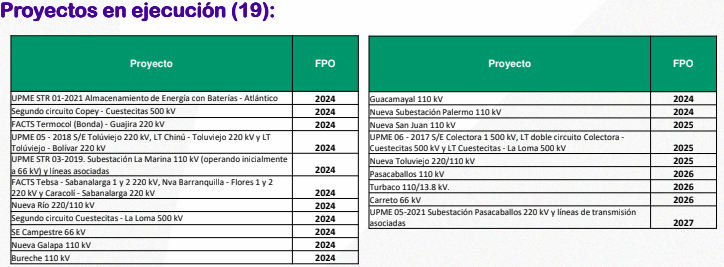 Proyectos en ejecución (19):
Proyecto FPO
UPME STR 01-2021 Almacenamiento de Energía con Baterías - Atlántico 2024
Segundo circuito Copey - Cuestecitas 500 kV 2024
FACTS Termocol (Bonda) - Guajira 220 kV 2024
UPME 05 - 2018 S/E Tolúviejo 220 kV, LT Chinú - Toluviejo 220 kV y LT
Tolúviejo - Bolívar 220 kV 2024
UPME STR 03-2019. Subestación La Marina 110 kV (operando inicialmente
a 66 kV) y líneas asociadas 2024
FACTS Tebsa - Sabanalarga 1 y 2 220 kV, Nva Barranquilla - Flores 1 y 2
220 kV y Caracolí - Sabanalarga 220 kV 2024
Nueva Río 220/110 kV 2024
Segundo circuito Cuestecitas - La Loma 500 kV 2024
SE Campestre 66 kV 2024
Nueva Galapa 110 kV 2024
Bureche 110 kV 2024
Proyecto FPO
Guacamayal 110 kV 2024
Nueva Subestación Palermo 110 kV 2024
Nueva San Juan 110 kV 2025
UPME 06 - 2017 S/E Colectora 1 500 kV, LT doble circuito Colectora -
Cuestecitas 500 kV y LT Cuestecitas - La Loma 500 kV 2025
Nueva Toluviejo 220/110 kV 2025
Pasacaballos 110 kV 2026
Turbaco 110/13.8 kV. 2026
Carreto 66 kV 2026
UPME 05-2021 Subestación Pasacaballos 220 kV y líneas de transmisión
asociadas 2027